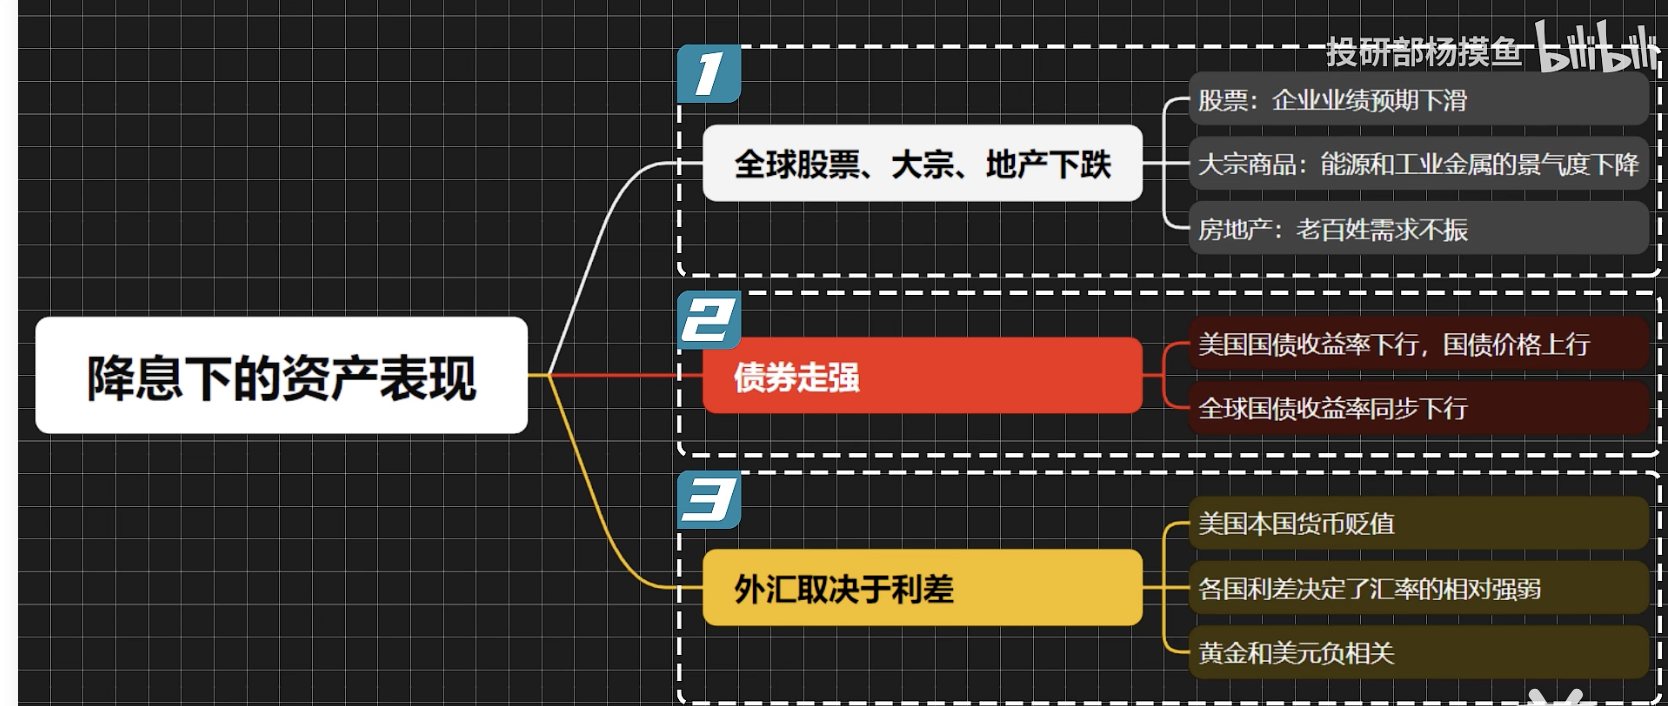 投研部杨摸鱼 bilibili
降息下的资产表现
1
全球股票、大宗、地产下跌
股票：企业业绩预期下滑
大宗商品：能源和工业金属的景气度下降
房地产：老百姓需求不振
2
债券走强
美国国债收益率下行，国债价格上行
全球国债收益率同步下行
3
外汇取决于利差
美国本国货币贬值
各国利差决定了汇率的相对强弱
黄金和美元负相关